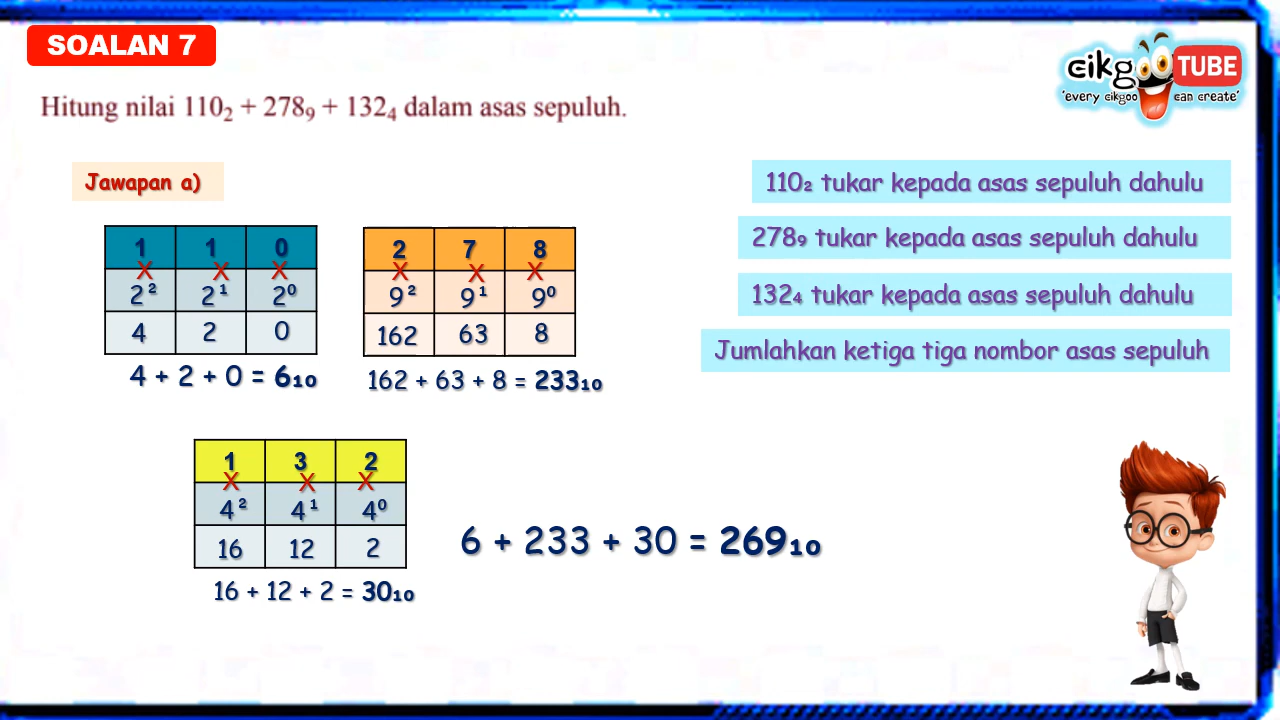 SOALAN 7
cikgoo TUBE
'every cikgoo can create'
Hitung nilai 110₂ + 278₉ + 132₄ dalam asas sepuluh.
Jawapan a)
110₂ tukar kepada asas sepuluh dahulu
278₉ tukar kepada asas sepuluh dahulu
132₄ tukar kepada asas sepuluh dahulu
Jumlahkan ketiga tiga nombor asas sepuluh
1 1 0
X X X
2² 2¹ 2⁰
4 2 0
4 + 2 + 0 = 6₁₀
2 7 8
X X X
9² 9¹ 9⁰
162 63 8
162 + 63 + 8 = 233₁₀
1 3 2
X X X
4² 4¹ 4⁰
16 12 2
16 + 12 + 2 = 30₁₀
6 + 233 + 30 = 269₁₀